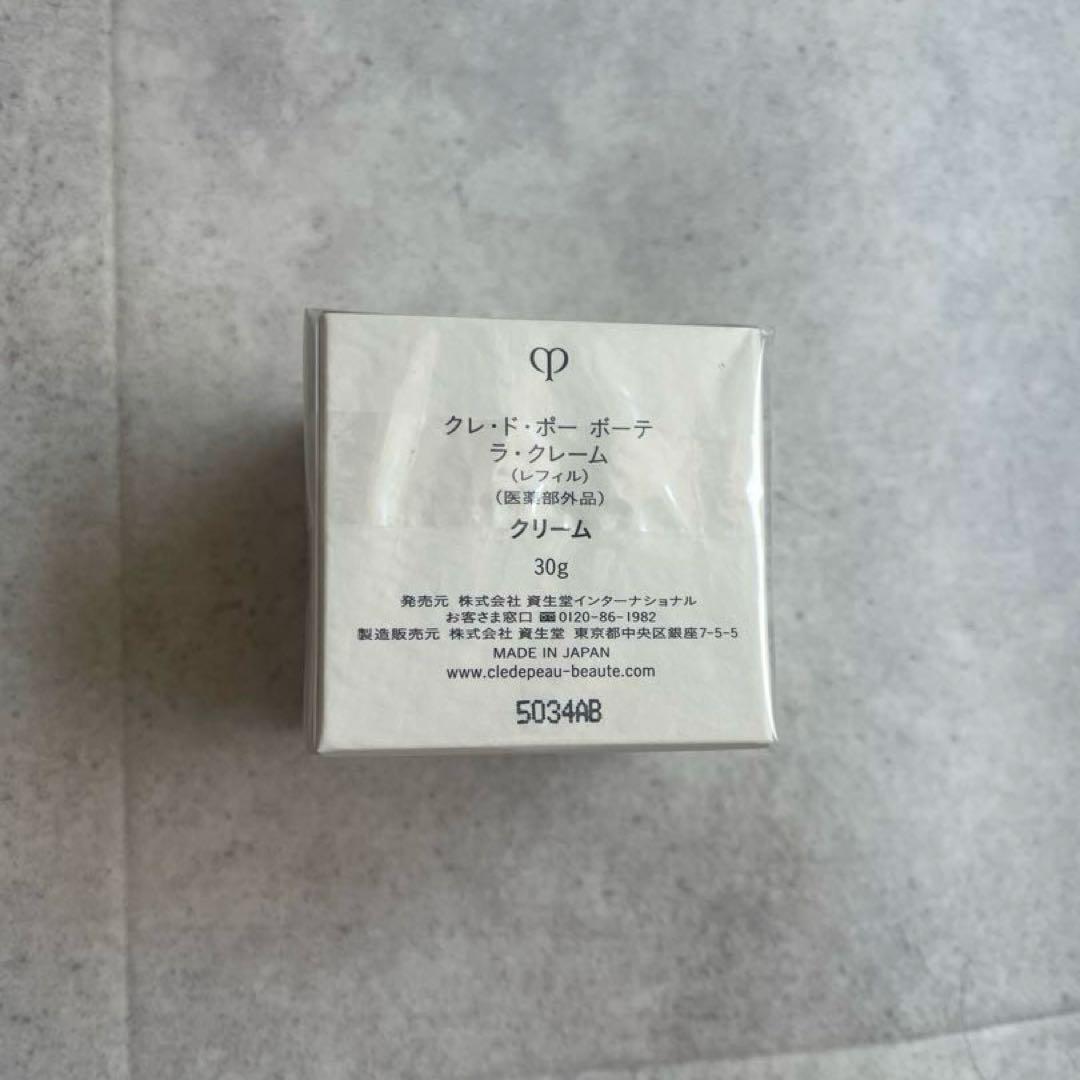 クレ・ド・ポー ボーテ
ラ・クレーム
（レフィル）
（医薬部外品）
クリーム
30g
発売元 株式会社 資生堂インターナショナル
お客さま窓口 0120-86-1982
製造販売元 株式会社 資生堂 東京都中央区銀座7-5-5
MADE IN JAPAN
www.cledepeau-beaute.com
5034AB